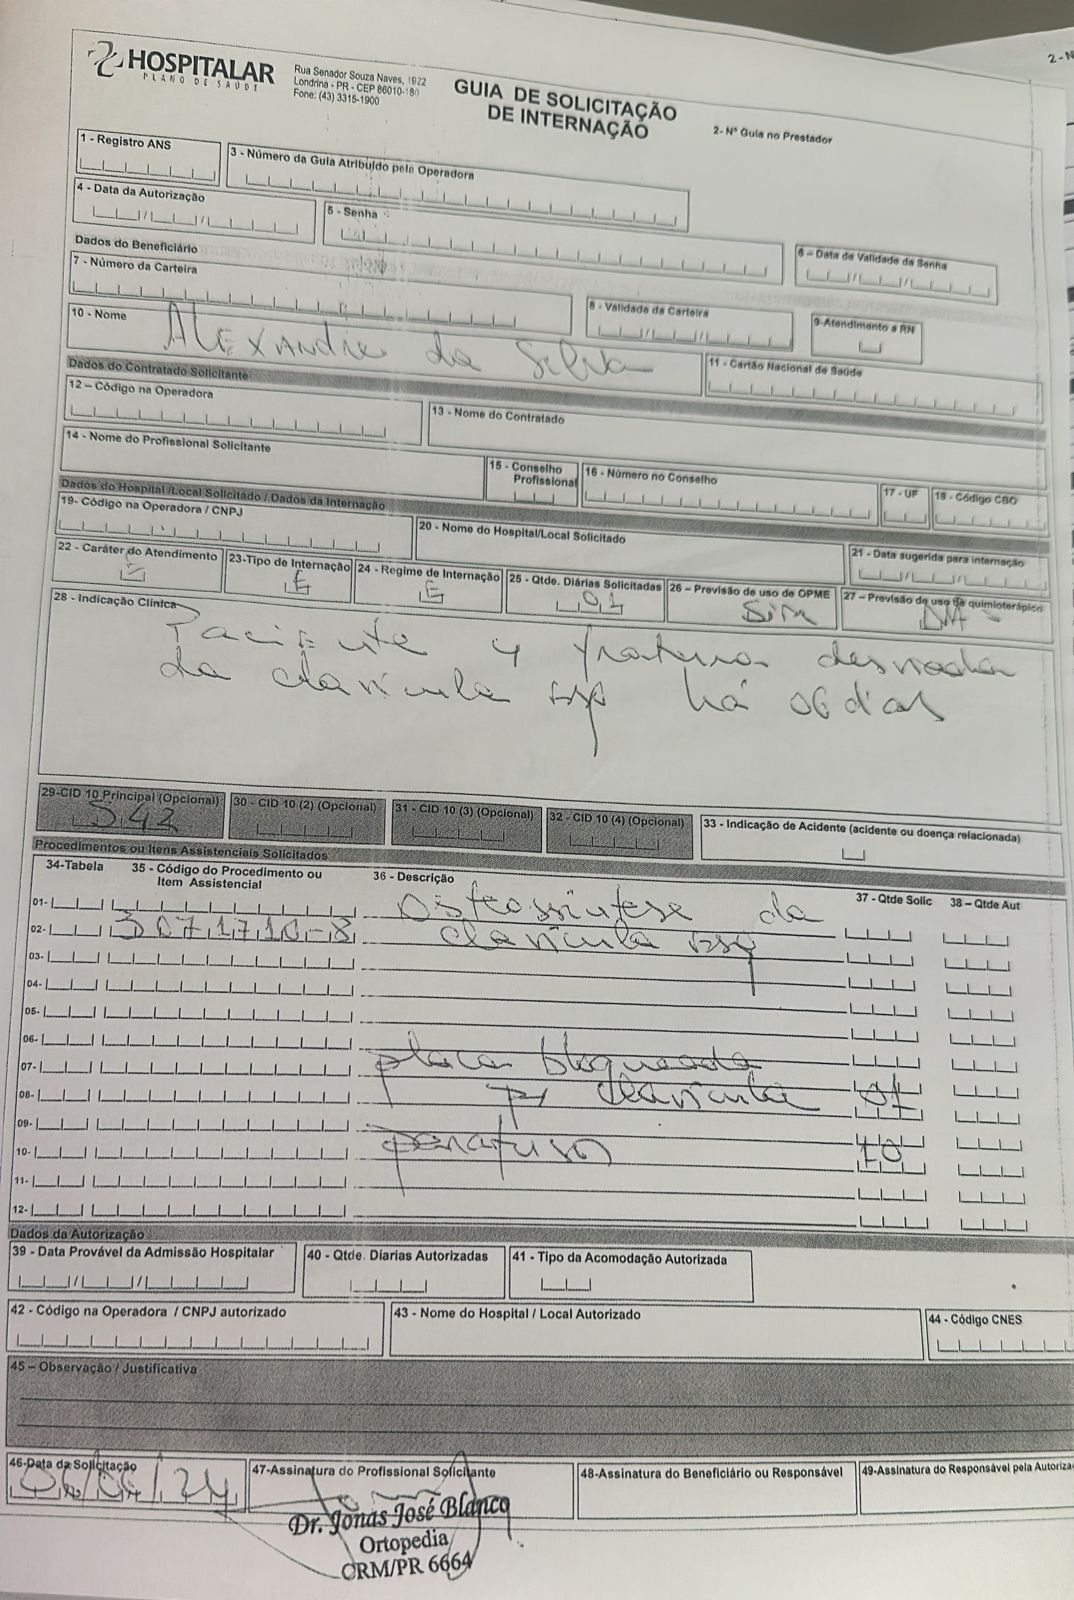 2-N
HOSPITALAR
PLANO DE SAÚDE
Rua Senador Souza Naves, 1922
Londrina - PR - CEP 86010-160
Fone: (43) 3315-1900
GUIA DE SOLICITAÇÃO
DE INTERNAÇÃO
2- Nº Guia no Prestador
1 - Registro ANS
3 - Número da Guia Atribuído pela Operadora
4 - Data da Autorização
5 - Senha
6 – Data de Validade da Senha
Dados do Beneficiário
7 - Número da Carteira
8 - Validade da Carteira
9-Atendimento a RN
10 - Nome
Alexandre da Silva
11 - Cartão Nacional de Saúde
Dados do Contratado Solicitante
12 – Código na Operadora
13 - Nome do Contratado
14 - Nome do Profissional Solicitante
15 - Conselho
Profissional
16 - Número no Conselho
17 - UF
18 - Código CBO
Dados do Hospital /Local Solicitado / Dados da Internação
19- Código na Operadora / CNPJ
20 - Nome do Hospital/Local Solicitado
21 - Data sugerida para internação
22 - Caráter do Atendimento
23-Tipo de Internação
E
24 - Regime de Internação
E
25 - Qtde. Diárias Solicitadas
01
26 – Previsão de uso de OPME
Sim
27 – Previsão de uso de quimioterápico
28 - Indicação Clínica
Paciente
fratura desviada
da clavícula esq há 06 dias
29-CID 10 Principal (Opcional)
S42
30 - CID 10 (2) (Opcional)
31 - CID 10 (3) (Opcional)
32 - CID 10 (4) (Opcional)
33 - Indicação de Acidente (acidente ou doença relacionada)
Procedimentos ou Itens Assistenciais Solicitados
34-Tabela
35 - Código do Procedimento ou
Item Assistencial
36 - Descrição
37 - Qtde Solic
38 – Qtde Aut
01- Osteossintese da
02- 3071710-8 clavicula esq
03-
04-
05-
06-
07- placa bloqueada
08- p/ clavicula 01
09-
10- parafuso 10
11-
12-
Dados da Autorização
39 - Data Provável da Admissão Hospitalar
40 - Qtde. Diarias Autorizadas
41 - Tipo da Acomodação Autorizada
42 - Código na Operadora / CNPJ autorizado
43 - Nome do Hospital / Local Autorizado
44 - Código CNES
45 – Observação / Justificativa
46-Data da Solicitação
06/06/24
47-Assinatura do Profissional Solicitante
48-Assinatura do Beneficiário ou Responsável
49-Assinatura do Responsável pela Autoriza
Dr. Jonas José Blanco
Ortopedia
CRM/PR 6664